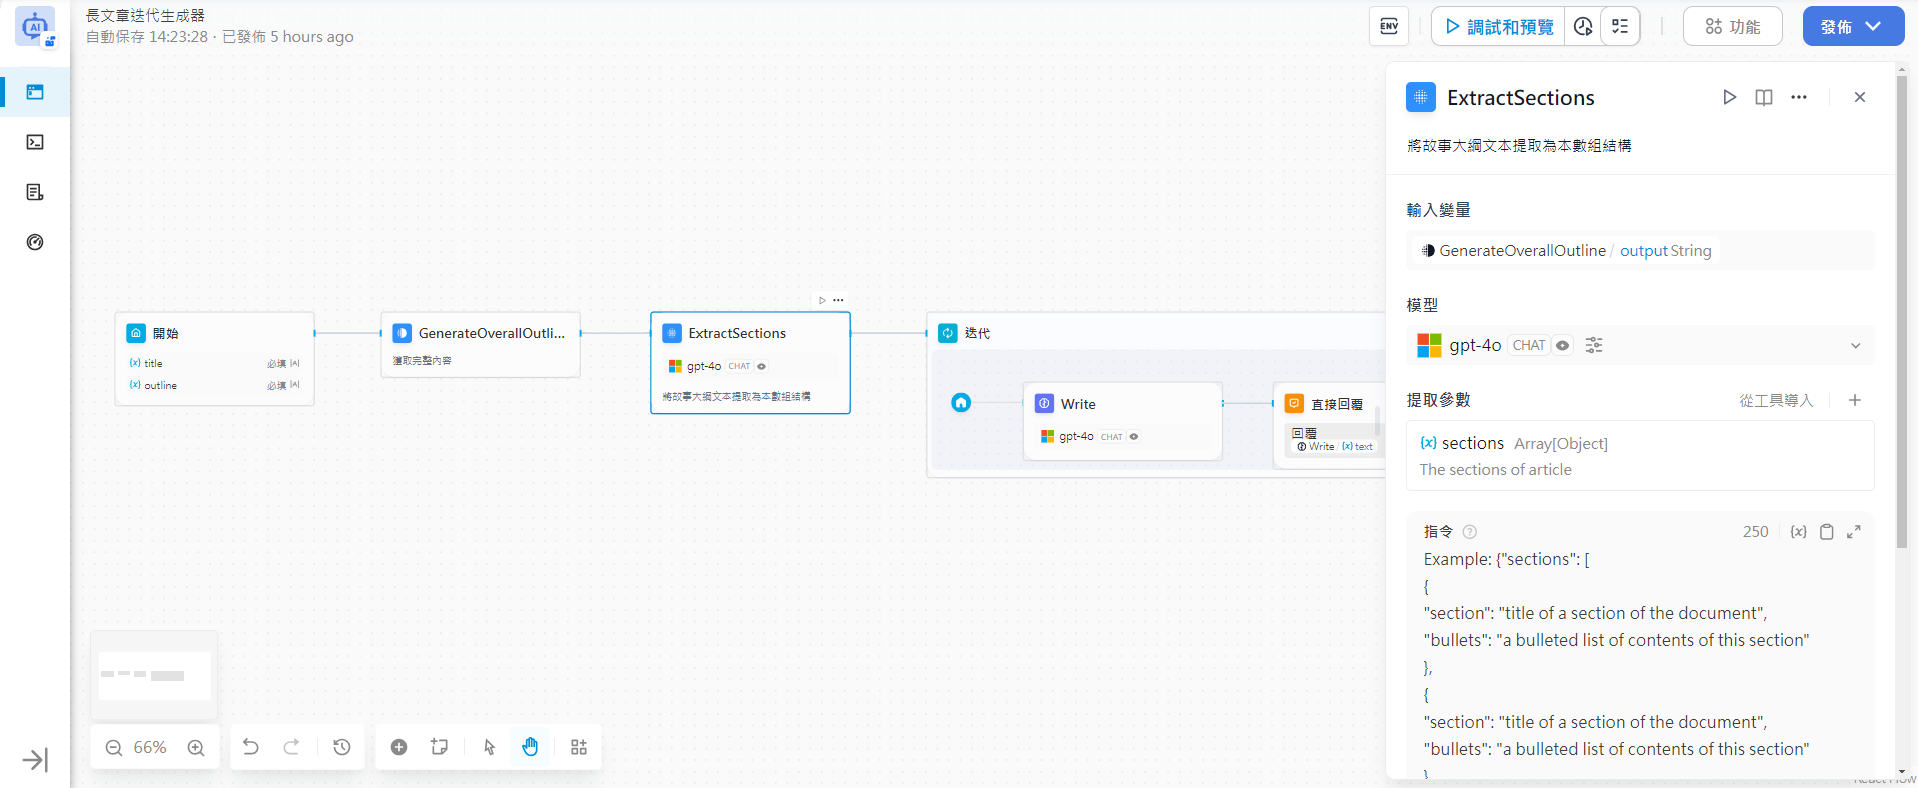 長文章迭代生成器
自動保存 14:23:28 · 已發佈 5 hours ago
ENV
調試和預覽
功能
發佈
開始
{x} title 必填
{x} outline 必填
GenerateOverallOutli...
獲取完整內容
ExtractSections
gpt-4o CHAT
將故事大綱文本提取為本數組結構
迭代
Write
gpt-4o CHAT
直接回覆
回覆
Write / {x} text
66%
ExtractSections
將故事大綱文本提取為本數組結構
輸入變量
GenerateOverallOutline / output String
模型
gpt-4o CHAT
提取參數 從工具導入
{x} sections Array[Object]
The sections of article
指令 250 {x}
Example: {"sections": [
{
"section": "title of a section of the document",
"bullets": "a bulleted list of contents of this section"
},
{
"section": "title of a section of the document",
"bullets": "a bulleted list of contents of this section"
}
React Flow